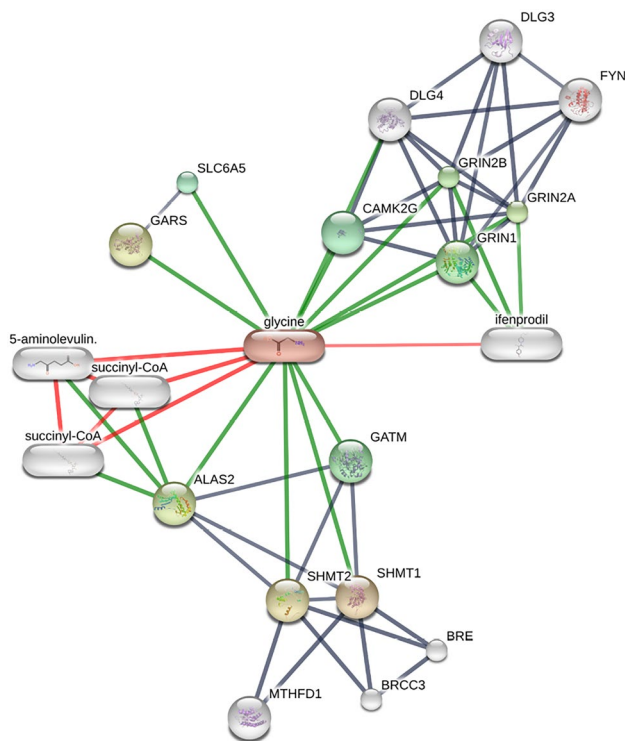 DLG3
FYN
DLG4
GRIN2B
SLC6A5
GRIN2A
CAMK2G
GARS
GRIN1
glycine
ifenprodil
5-aminolevulin.
succinyl-CoA
succinyl-CoA
GATM
ALAS2
SHMT2
SHMT1
BRE
BRCC3
MTHFD1